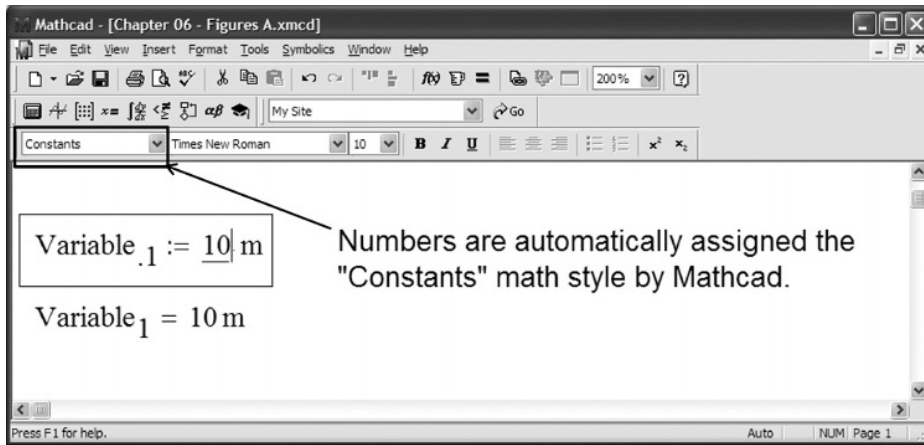 Mathcad - [Chapter 06 - Figures A.xmcd]
File Edit View Insert Format Tools Symbolics Window Help
200%
My Site Go
Constants Times New Roman 10 B I U x² x₂
Variable.1 := 10 m
Numbers are automatically assigned the
"Constants" math style by Mathcad.
Variable1 = 10 m
Press F1 for help. Auto NUM Page 1